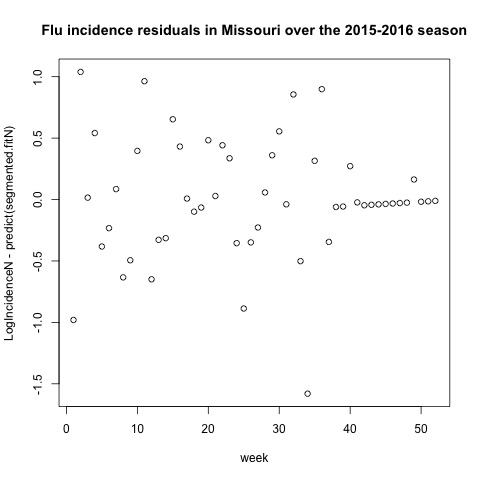 Flu incidence residuals in Missouri over the 2015-2016 season
LogIncidenceN - predict(segmented.fitN)
1.0
0.5
0.0
-0.5
-1.0
-1.5
0 10 20 30 40 50
week